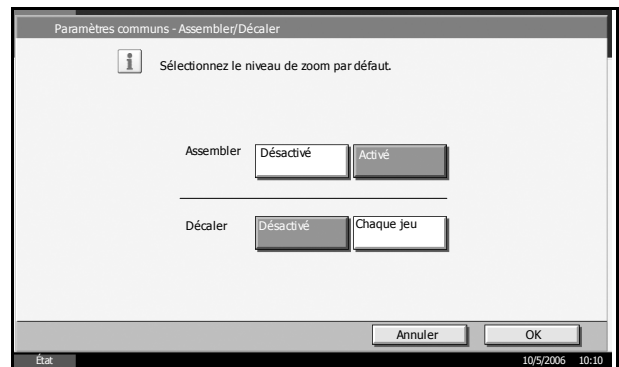 Paramètres communs - Assembler/Décaler
Sélectionnez le niveau de zoom par défaut.
Assembler Désactivé Activé
Décaler Désactivé Chaque jeu
Annuler OK
État 10/5/2006 10:10